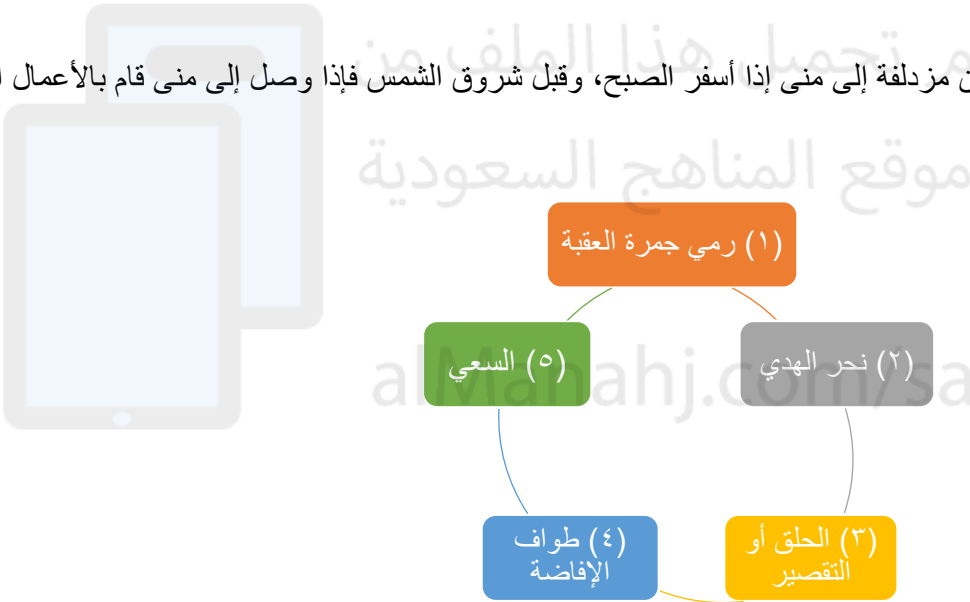 تحميل هذا الملف من
مزدلفة إلى منى إذا أسفر الصبح، وقبل شروق الشمس فإذا وصل إلى منى قام بالأعمال
موقع المناهج السعودية
(١) رمي جمرة العقبة
(٢) نحر الهدي
(٥) السعي
alManahj.com/sa
(٣) الحلق أو
التقصير
(٤) طواف
الإفاضة